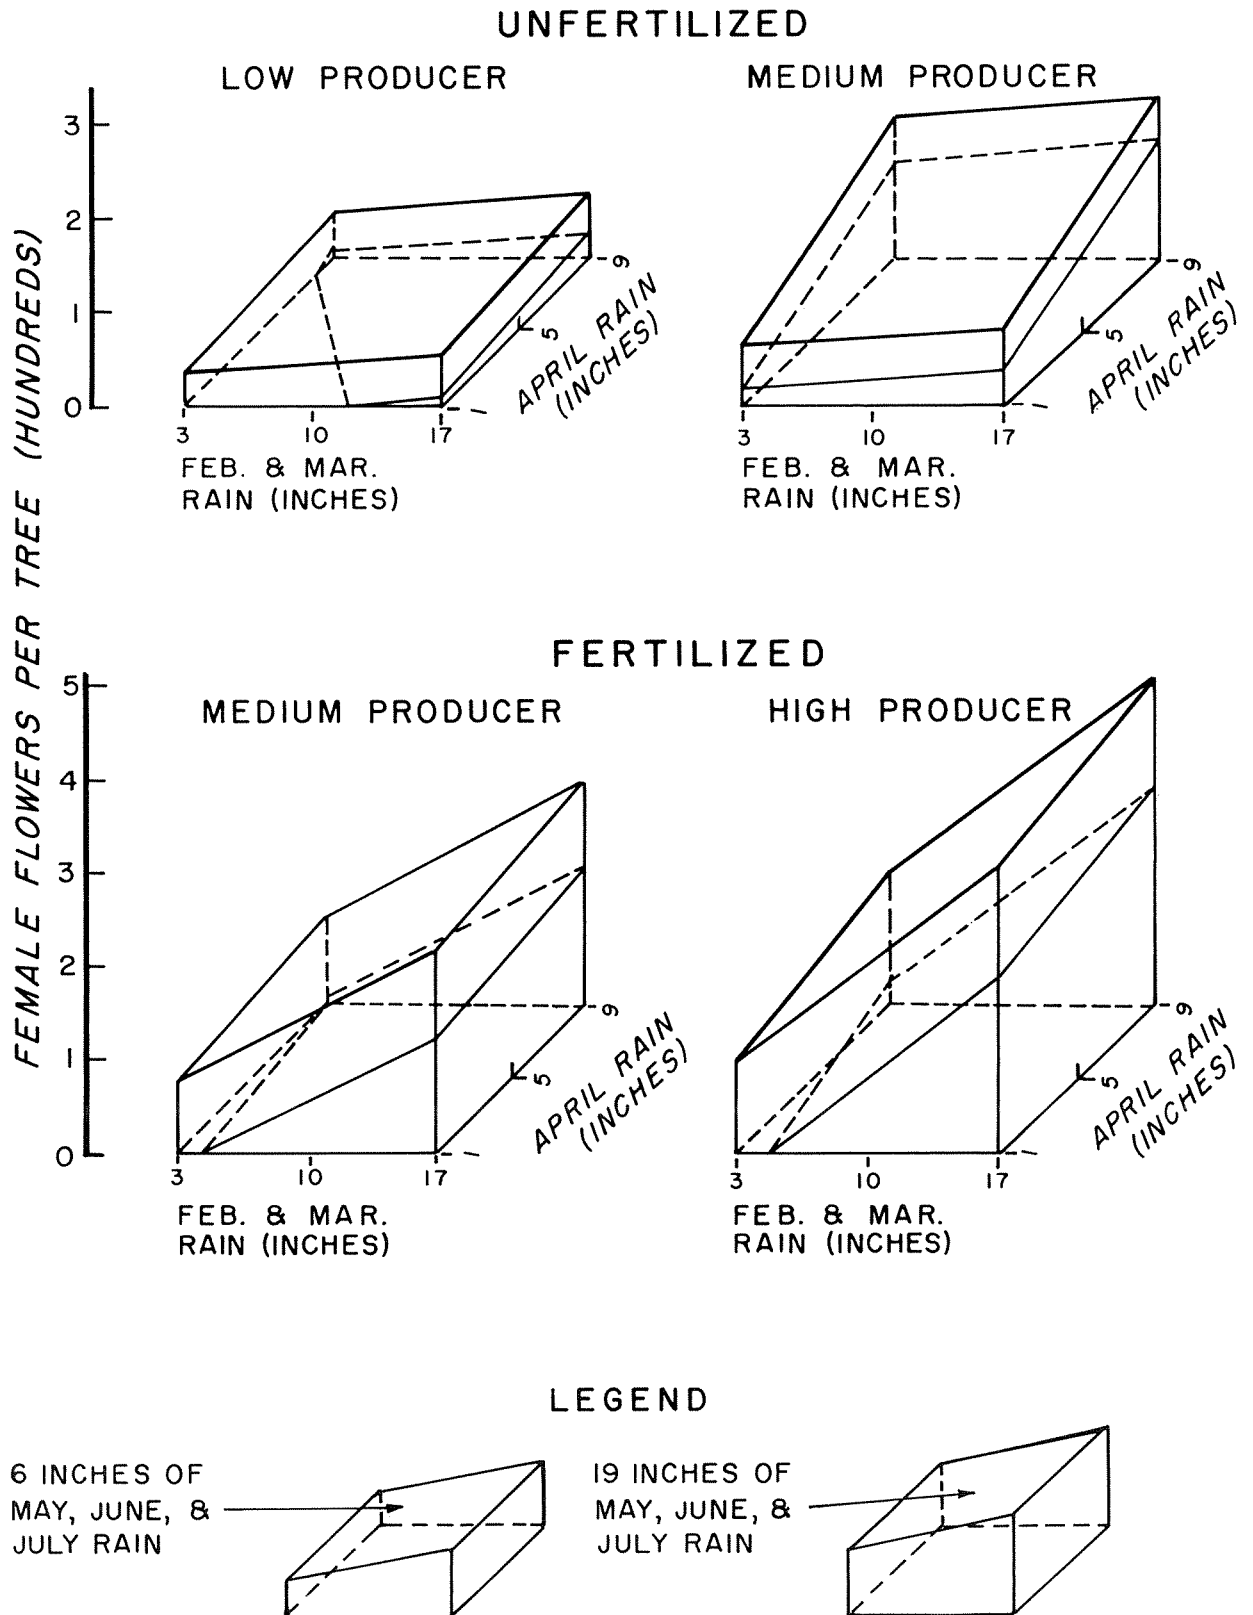 UNFERTILIZED
LOW PRODUCER
MEDIUM PRODUCER
FEMALE FLOWERS PER TREE (HUNDREDS)
3
2
1
0
3
10
17
1
5
9
FEB. & MAR.
RAIN (INCHES)
APRIL RAIN
(INCHES)
3
10
17
1
5
9
FEB. & MAR.
RAIN (INCHES)
APRIL RAIN
(INCHES)
FERTILIZED
MEDIUM PRODUCER
HIGH PRODUCER
5
4
3
2
1
0
3
10
17
1
5
9
FEB. & MAR.
RAIN (INCHES)
APRIL RAIN
(INCHES)
3
10
17
1
5
9
FEB. & MAR.
RAIN (INCHES)
APRIL RAIN
(INCHES)
LEGEND
6 INCHES OF
MAY, JUNE, &
JULY RAIN
19 INCHES OF
MAY, JUNE, &
JULY RAIN